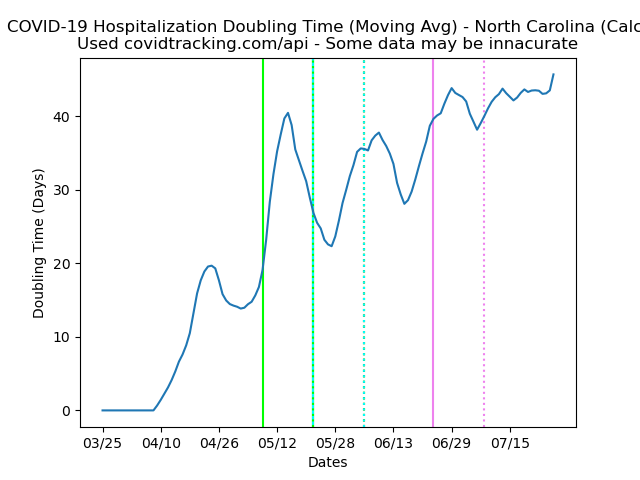 COVID-19 Hospitalization Doubling Time (Moving Avg) - North Carolina (Calc
Used covidtracking.com/api - Some data may be innacurate
40
30
20
10
0
Doubling Time (Days)
03/25 04/10 04/26 05/12 05/28 06/13 06/29 07/15
Dates